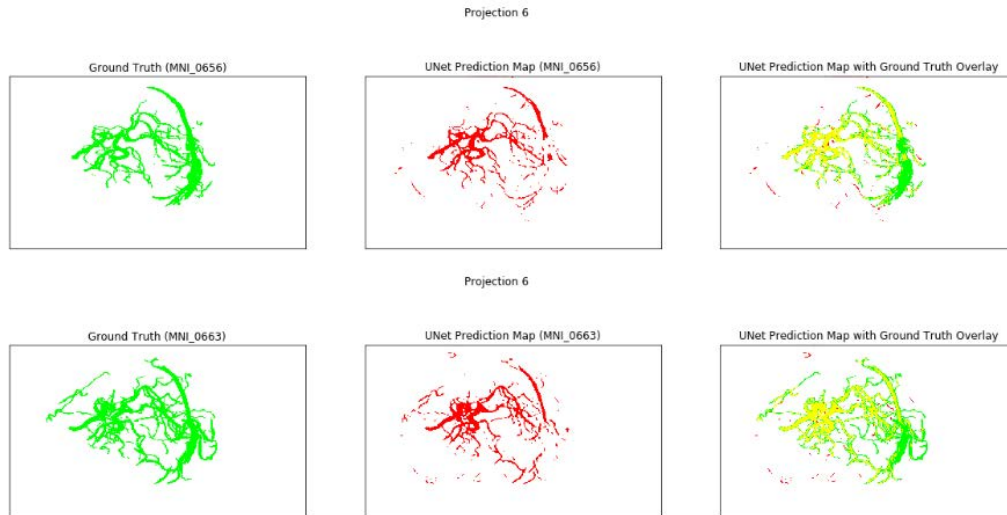 Projection 6
Ground Truth (MNI_0656)
UNet Prediction Map (MNI_0656)
UNet Prediction Map with Ground Truth Overlay
Projection 6
Ground Truth (MNI_0663)
UNet Prediction Map (MNI_0663)
UNet Prediction Map with Ground Truth Overlay